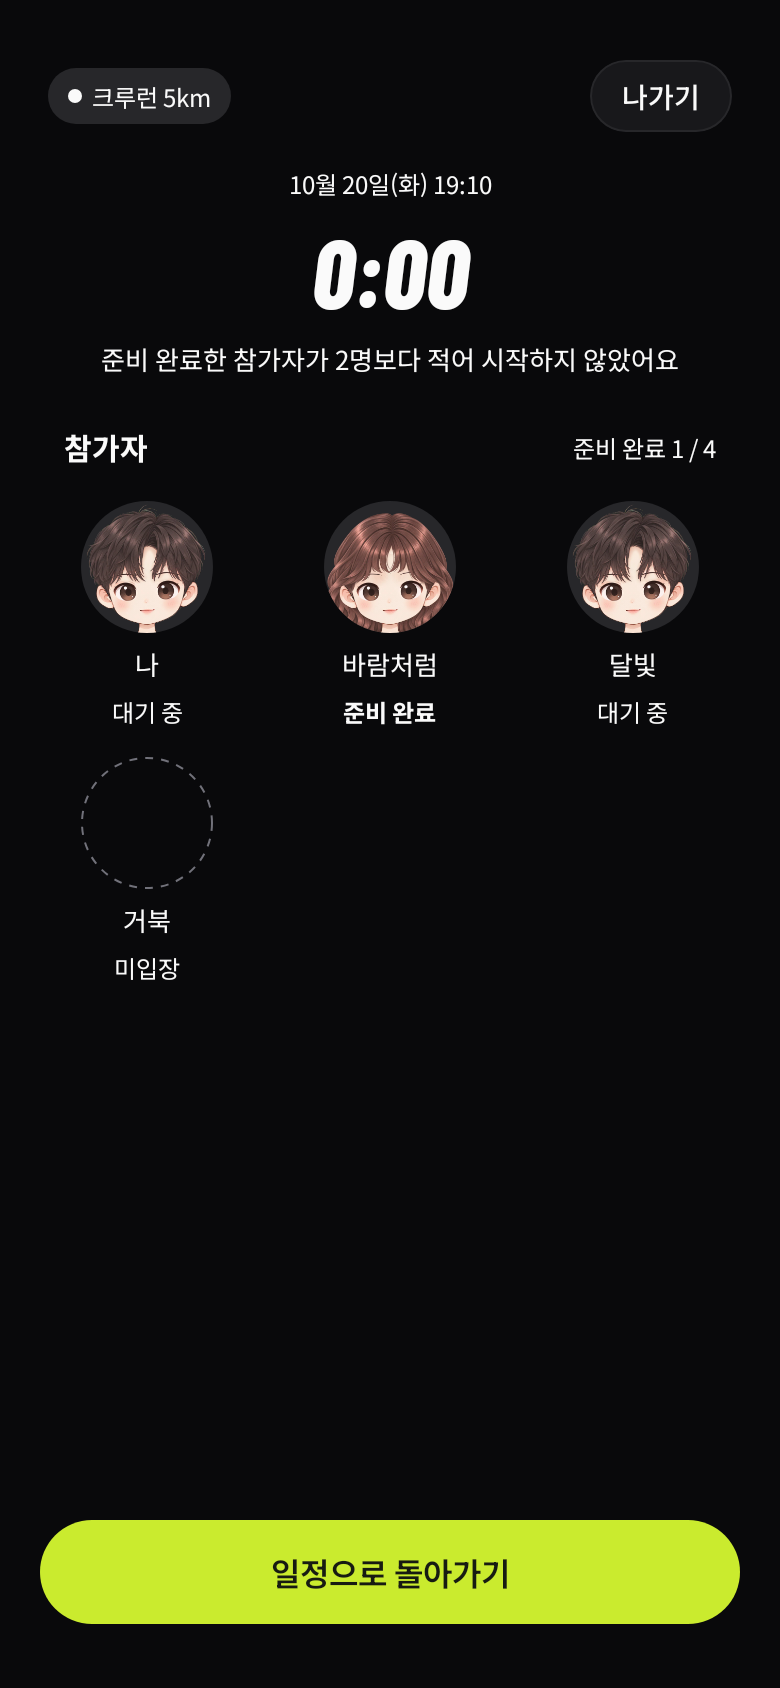 크루런 5km
나가기
10월 20일(화) 19:10
0:00
준비 완료한 참가자가 2명보다 적어 시작하지 않았어요
참가자
준비 완료 1 / 4
나
바람처럼
달빛
대기 중
준비 완료
대기 중
거북
미입장
일정으로 돌아가기